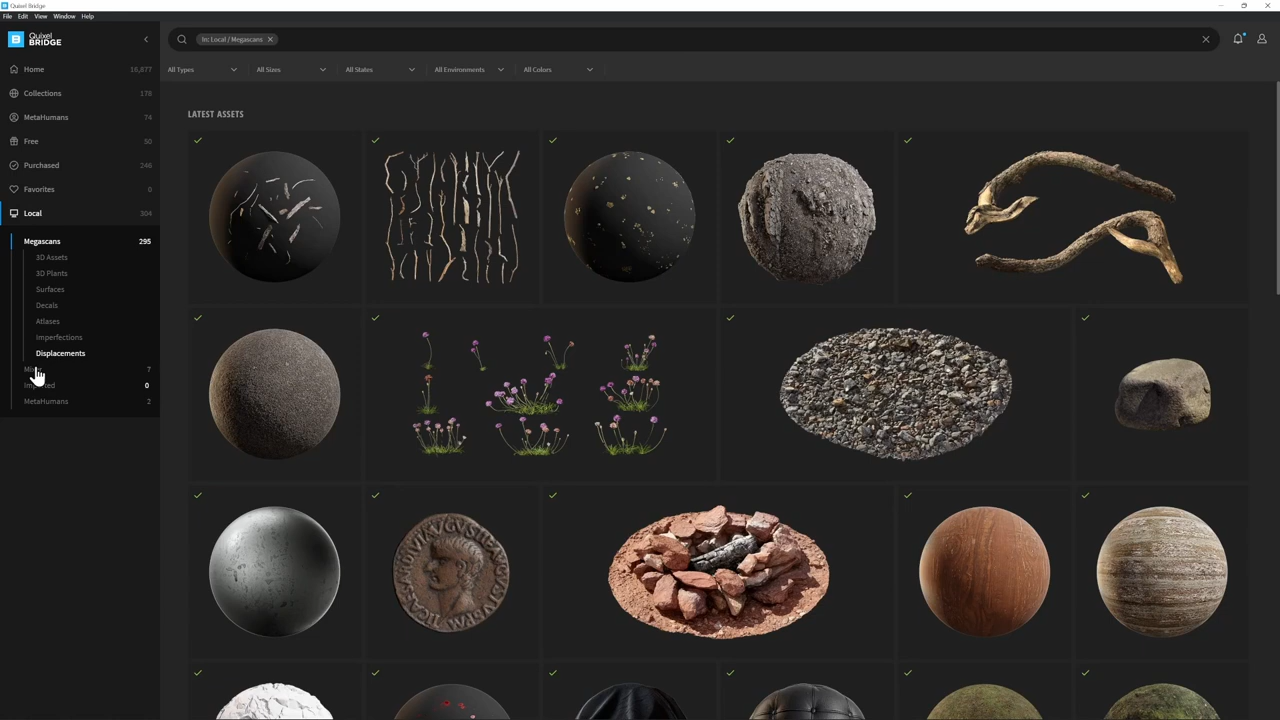 Quixel Bridge
File Edit View Window Help
Quixel
BRIDGE
In: Local / Megascans
Home 16,877
Collections 178
MetaHumans 74
Free 50
Purchased 246
Favorites 0
Local 304
Megascans 295
3D Assets
3D Plants
Surfaces
Decals
Atlases
Imperfections
Displacements
7
0
MetaHumans 2
All Types All Sizes All States All Environments All Colors
LATEST ASSETS